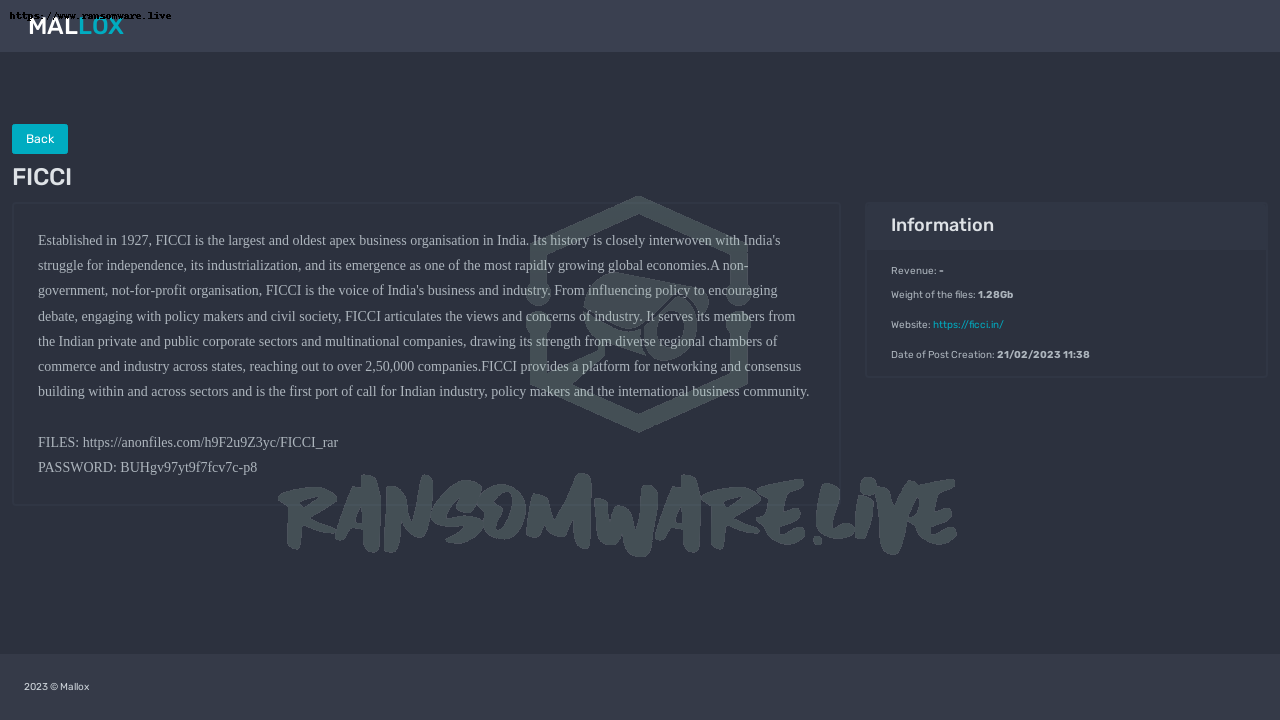 https://www.ransomware.live
MALLOX
Back
FICCI
Established in 1927, FICCI is the largest and oldest apex business organisation in India. Its history is closely interwoven with India's
struggle for independence, its industrialization, and its emergence as one of the most rapidly growing global economies.A non-
government, not-for-profit organisation, FICCI is the voice of India's business and industry. From influencing policy to encouraging
debate, engaging with policy makers and civil society, FICCI articulates the views and concerns of industry. It serves its members from
the Indian private and public corporate sectors and multinational companies, drawing its strength from diverse regional chambers of
commerce and industry across states, reaching out to over 2,50,000 companies.FICCI provides a platform for networking and consensus
building within and across sectors and is the first port of call for Indian industry, policy makers and the international business community.
FILES: https://anonfiles.com/h9F2u9Z3yc/FICCI_rar
PASSWORD: BUHgv97yt9f7fcv7c-p8
Information
Revenue: -
Weight of the files: 1.28Gb
Website: https://ficci.in/
Date of Post Creation: 21/02/2023 11:38
RANSOMWARE.LIVE
2023 © Mallox